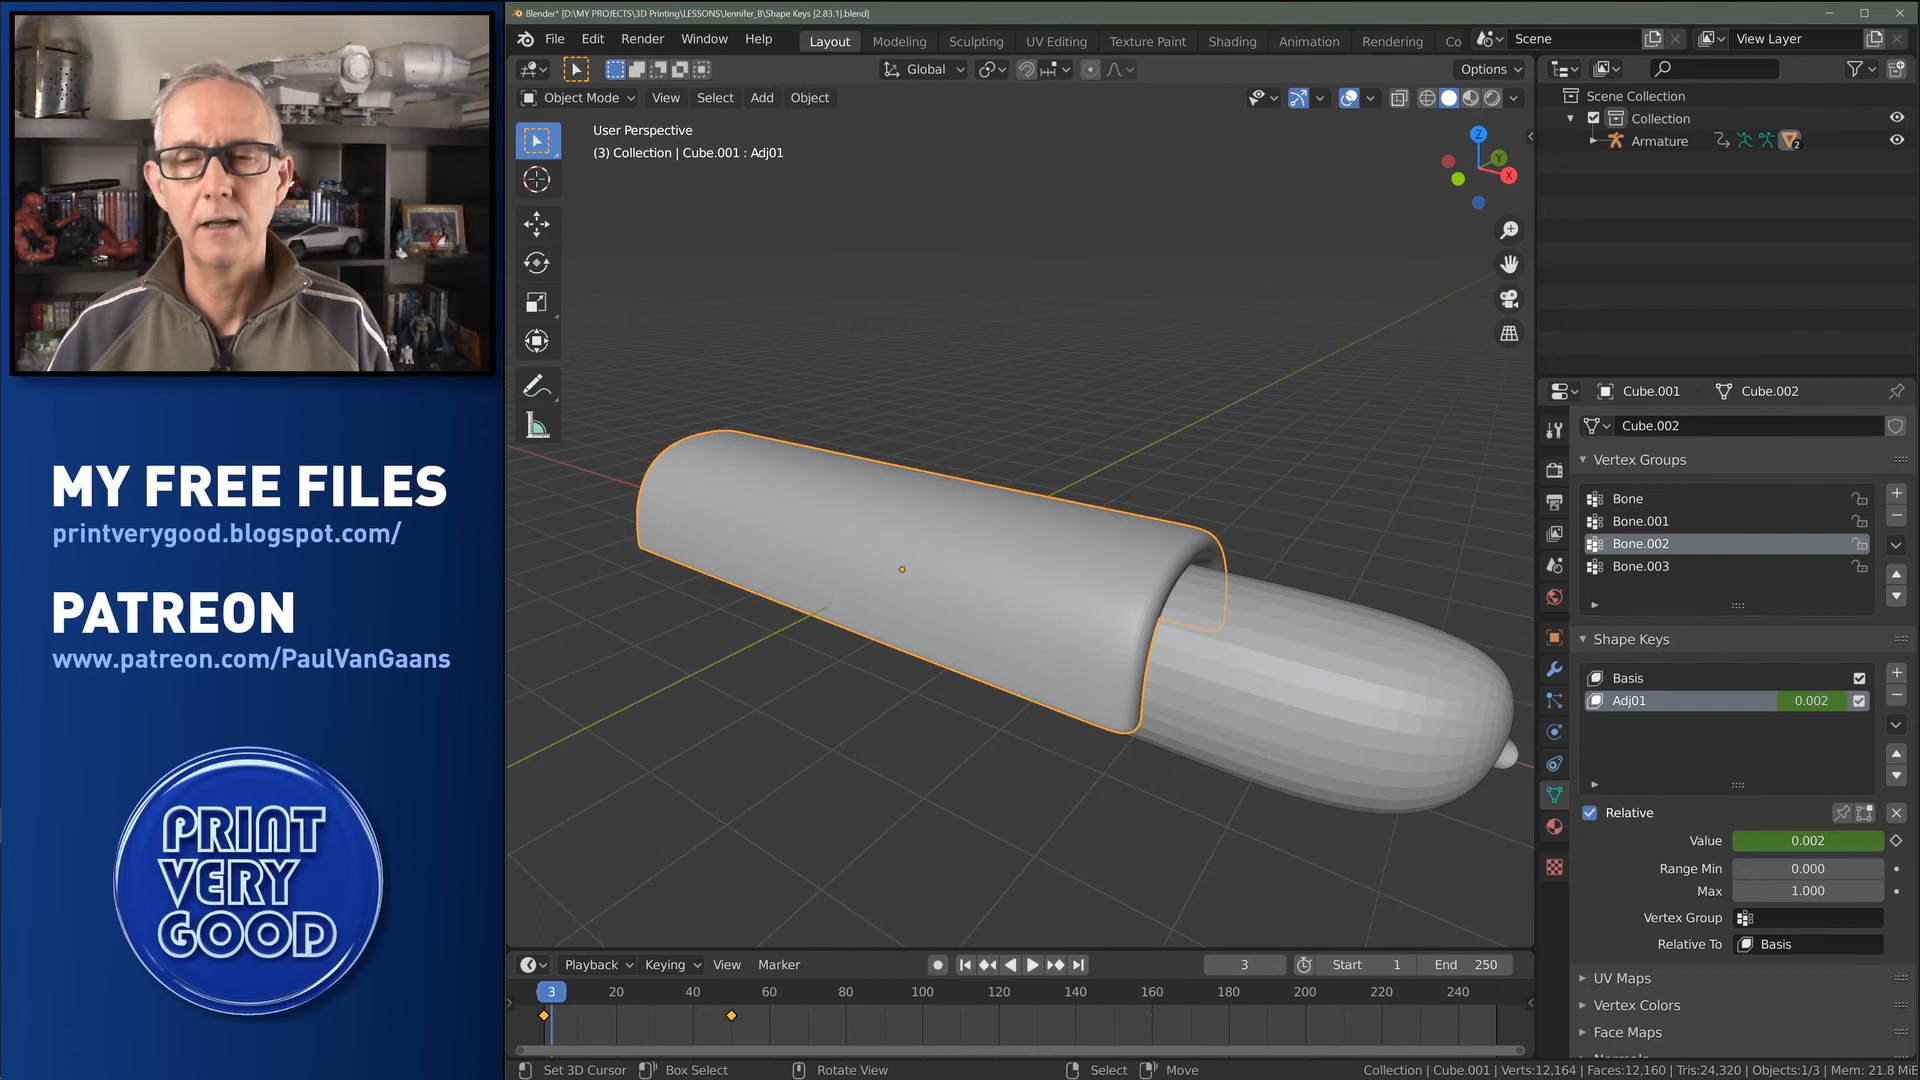 Blender* [D:\MY PROJECTS\3D Printing\LESSONS\Jennifer_B\Shape Keys [2.83.1].blend]
File Edit Render Window Help
Layout Modeling Sculpting UV Editing Texture Paint Shading Animation Rendering Co
Scene
View Layer
Global
Options
Object Mode View Select Add Object
User Perspective
(3) Collection | Cube.001 : Adj01
Z
Y
X
Scene Collection
Collection
Armature
2
Cube.001 Cube.002
Cube.002
Vertex Groups
Bone
Bone.001
Bone.002
Bone.003
Shape Keys
Basis
Adj01 0.002
Relative
Value 0.002
Range Min 0.000
Max 1.000
Vertex Group
Relative To Basis
UV Maps
Vertex Colors
Face Maps
MY FREE FILES
printverygood.blogspot.com/
PATREON
www.patreon.com/PaulVanGaans
PRINT
VERY
GOOD
Playback Keying View Marker
3 Start 1 End 250
3 20 40 60 80 100 120 140 160 180 200 220 240
Set 3D Cursor Box Select Rotate View Select Move
Collection | Cube.001 | Verts:12,164 | Faces:12,160 | Tris:24,320 | Objects:1/3 | Mem: 21.8 MiE